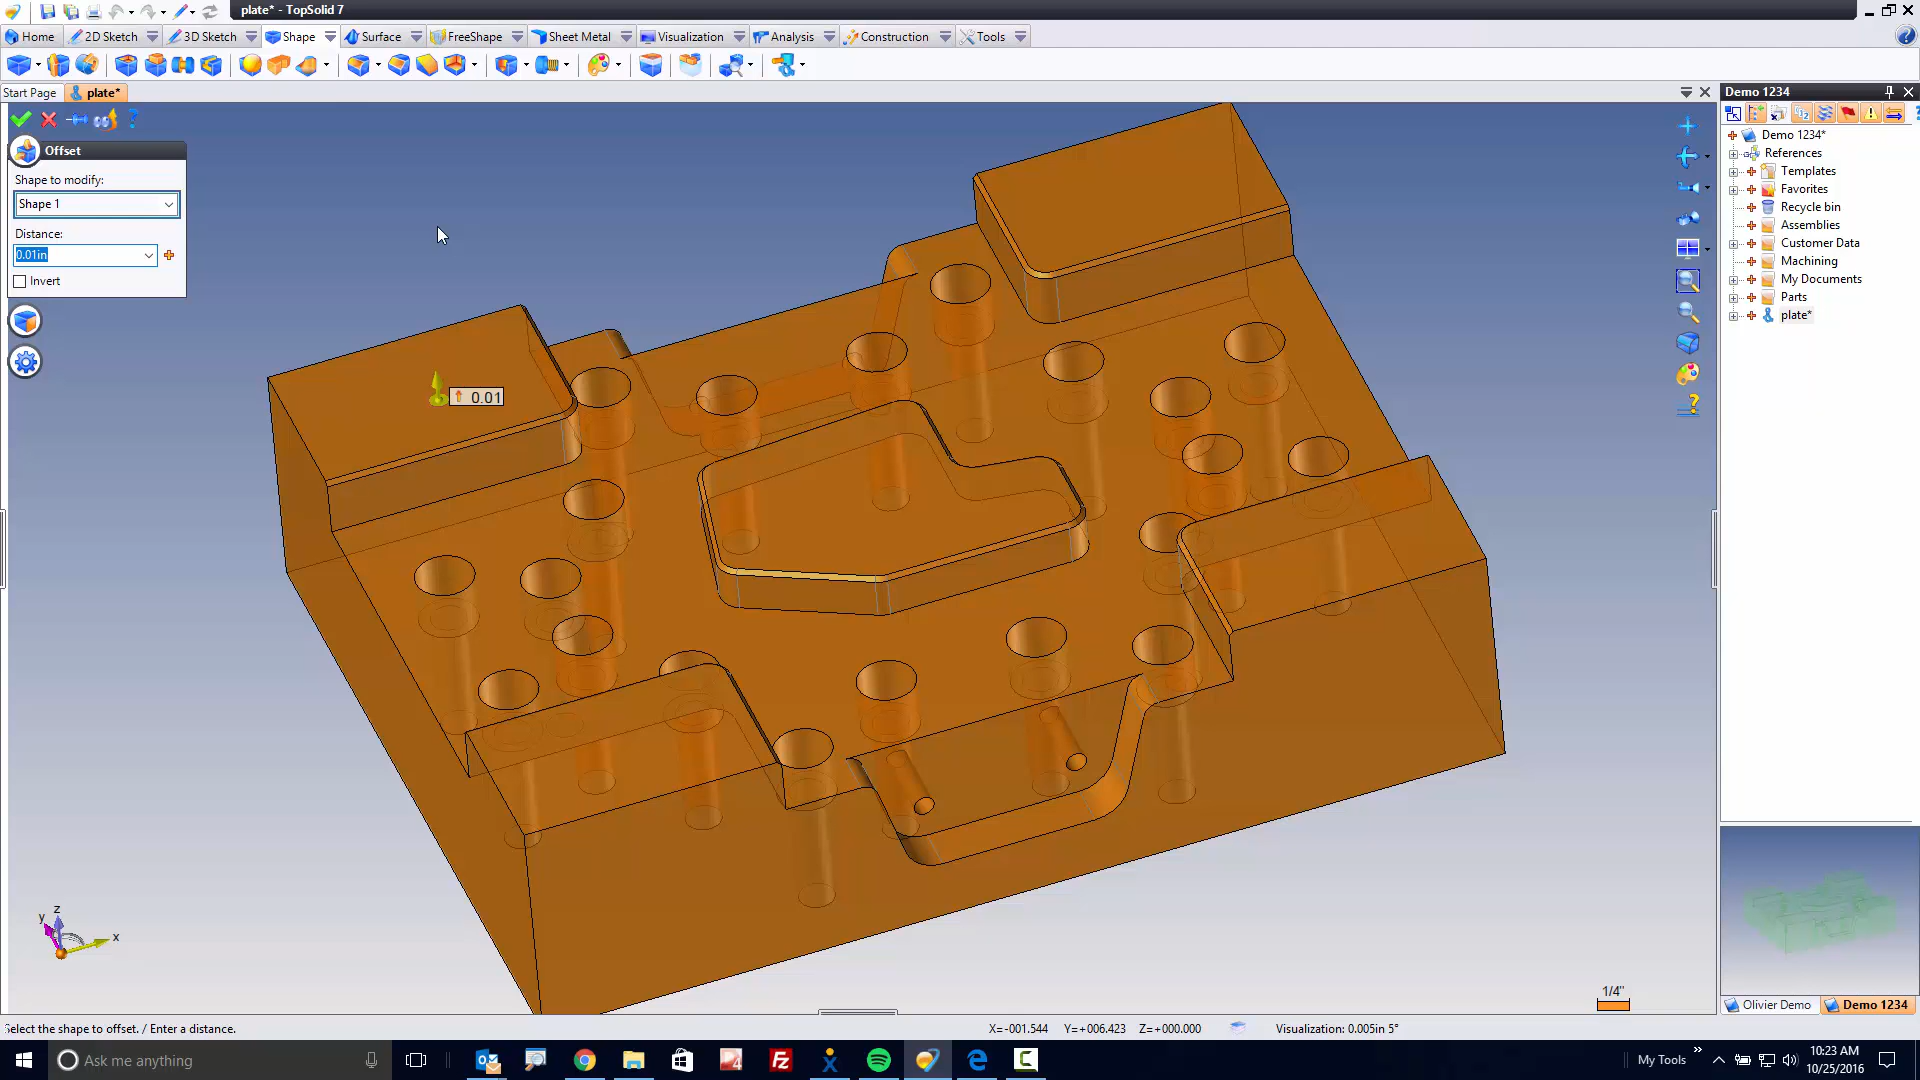 plate* - TopSolid 7
Home
2D Sketch
3D Sketch
Shape
Surface
FreeShape
Sheet Metal
Visualization
Analysis
Construction
Tools
Start Page
plate*
Demo 1234
Offset
Shape to modify:
Shape 1
Distance:
0.01in
Invert
0.01
Demo 1234*
References
Templates
Favorites
Recycle bin
Assemblies
Customer Data
Machining
My Documents
Parts
plate*
y
z
x
1/4"
Olivier Demo
Demo 1234
Select the shape to offset. / Enter a distance.
X=-001.544 Y=+006.423 Z=+000.000
Visualization: 0.005in 5°
Ask me anything
My Tools
10:23 AM
10/25/2016